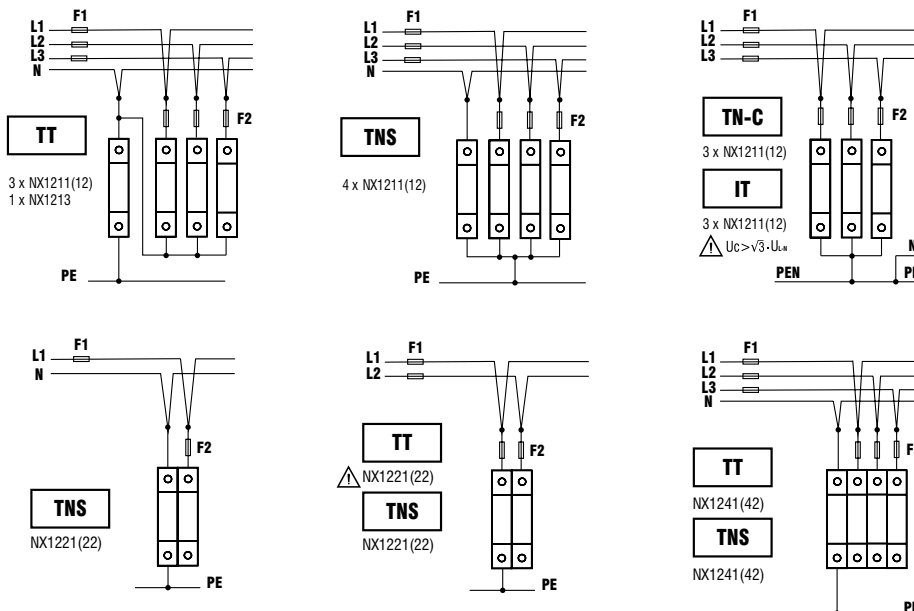 F1
L1
L2
L3
N
F2
TT
3 x NX1211(12)
1 x NX1213
PE
F1
L1
L2
L3
N
F2
TNS
4 x NX1211(12)
PE
F1
L1
L2
L3
F2
TN-C
3 x NX1211(12)
IT
3 x NX1211(12)
Uc>√3·UL-N
PEN
F1
L1
N
F2
TNS
NX1221(22)
PE
F1
L1
L2
F2
TT
NX1221(22)
TNS
NX1221(22)
PE
F1
L1
L2
L3
N
TT
NX1241(42)
TNS
NX1241(42)